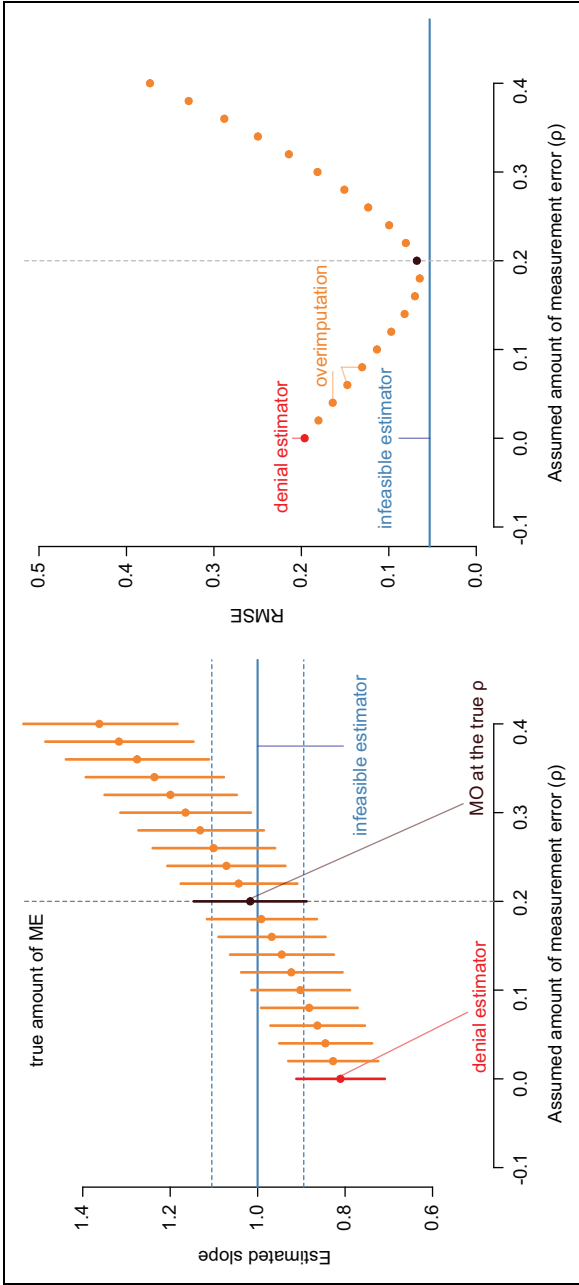 Estimated slope
0.6
0.8
1.0
1.2
1.4
true amount of ME
infeasible estimator
MO at the true ρ
denial estimator
-0.1
0.0
0.1
0.2
0.3
0.4
Assumed amount of measurement error (ρ)
RMSE
0.0
0.1
0.2
0.3
0.4
0.5
denial estimator
overimputation
infeasible estimator
-0.1
0.0
0.1
0.2
0.3
0.4
Assumed amount of measurement error (ρ)